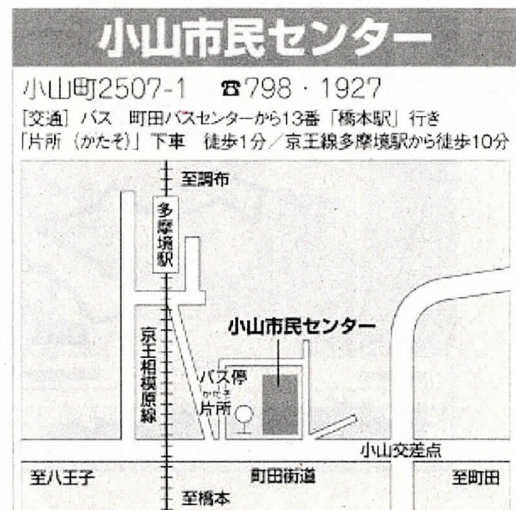 小山市民センター
小山町2507-1 ☎798・1927
[交通] バス 町田バスセンターから13番「橋本駅」行き
「片所（かたそ）」下車 徒歩1分／京王線多摩境駅から徒歩10分
至調布
多摩境駅
小山市民センター
京王相模原線
バス停
かたそ
片所
小山交差点
至八王子
町田街道
至町田
至橋本